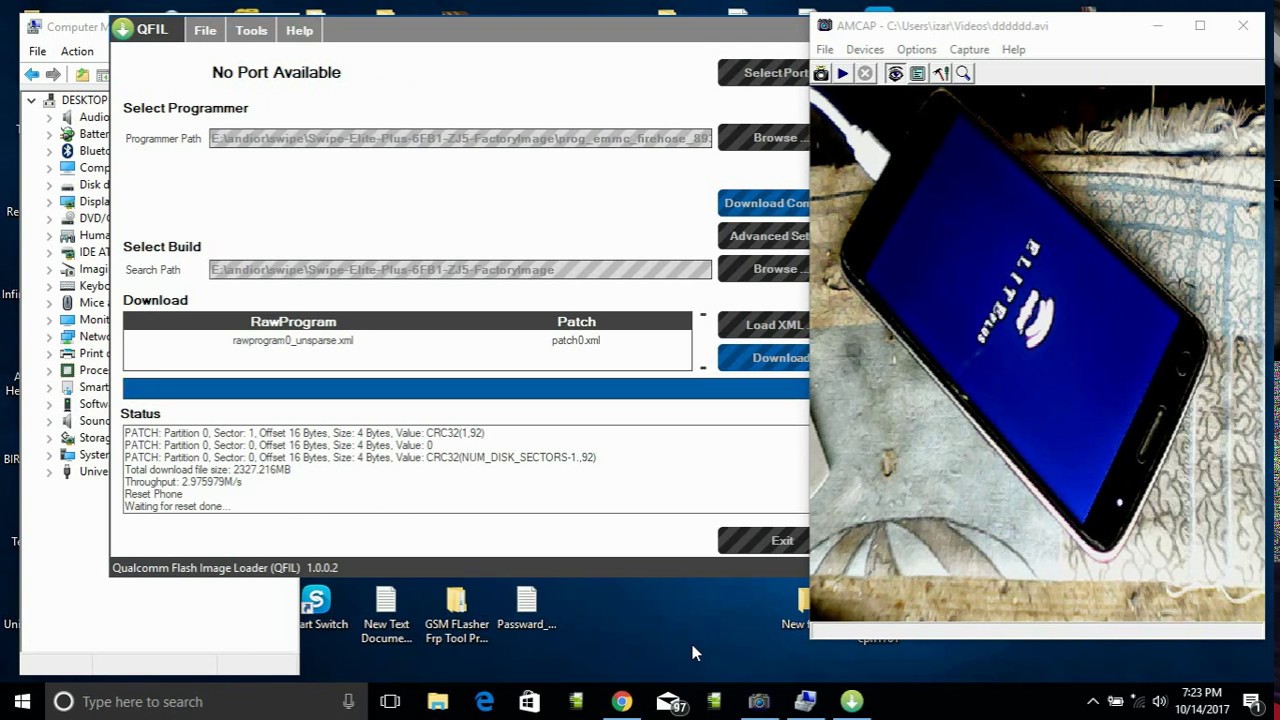 Computer M
File Action
DESKTOP
Audio
Batter
Blueto
Comp
Disk d
Displa
DVD/C
Huma
IDE AT
Imagi
Keybo
Mice a
Monit
Netwo
Print q
Proce
Smart
Softw
Sound
Storag
System
Unive
QFIL File Tools Help
No Port Available
Select Port
Select Programmer
Programmer Path E:\andior\swipe\Swipe-Elite-Plus-6FB1-ZJ5-FactoryImage\prog_emmc_firehose_89 Browse ...
Download Con
Advanced Set
Select Build
Search Path E:\andior\swipe\Swipe-Elite-Plus-6FB1-ZJ5-FactoryImage Browse ...
Download
RawProgram Patch
rawprogram0_unsparse.xml patch0.xml
Load XML
Download
Status
PATCH: Partition 0, Sector: 1, Offset 16 Bytes, Size: 4 Bytes, Value: CRC32(1,92)
PATCH: Partition 0, Sector: 0, Offset 16 Bytes, Size: 4 Bytes, Value: 0
PATCH: Partition 0, Sector: 0, Offset 16 Bytes, Size: 4 Bytes, Value: CRC32(NUM_DISK_SECTORS-1.,92)
Total download file size: 2327.216MB
Throughput: 2.975979M/s
Reset Phone
Waiting for reset done...
Exit
Qualcomm Flash Image Loader (QFIL) 1.0.0.2
AMCAP - C:\Users\izar\Videos\dddddd.avi
File Devices Options Capture Help
ELITE PLUS
art Switch
New Text
Docume...
GSM FLasher
Frp Tool Pr...
Passward_...
New f
Type here to search
97
7:23 PM
10/14/2017
1